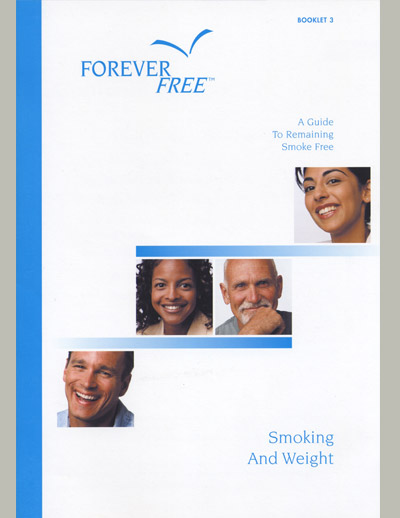 BOOKLET 3
FOREVER
FREE™
A Guide
To Remaining
Smoke Free
Smoking
And Weight